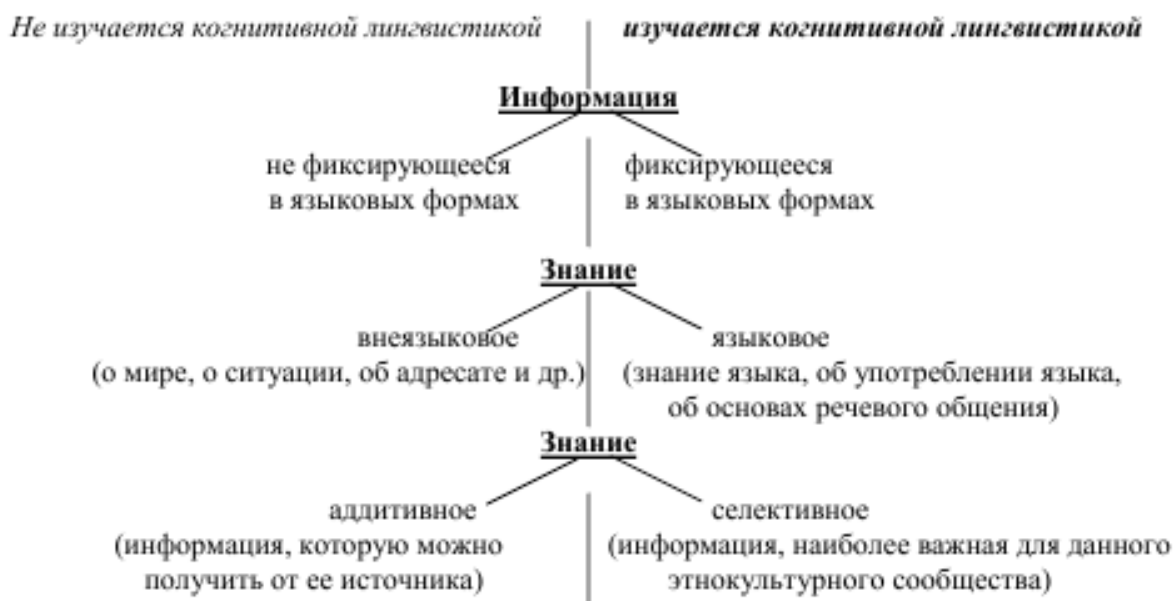 Не изучается когнитивной лингвистикой
изучается когнитивной лингвистикой
Информация
не фиксирующееся
в языковых формах
фиксирующееся
в языковых формах
Знание
внеязыковое
(о мире, о ситуации, об адресате и др.)
языковое
(знание языка, об употреблении языка,
об основах речевого общения)
Знание
аддитивное
(информация, которую можно
получить от ее источника)
селективное
(информация, наиболее важная для данного
этнокультурного сообщества)